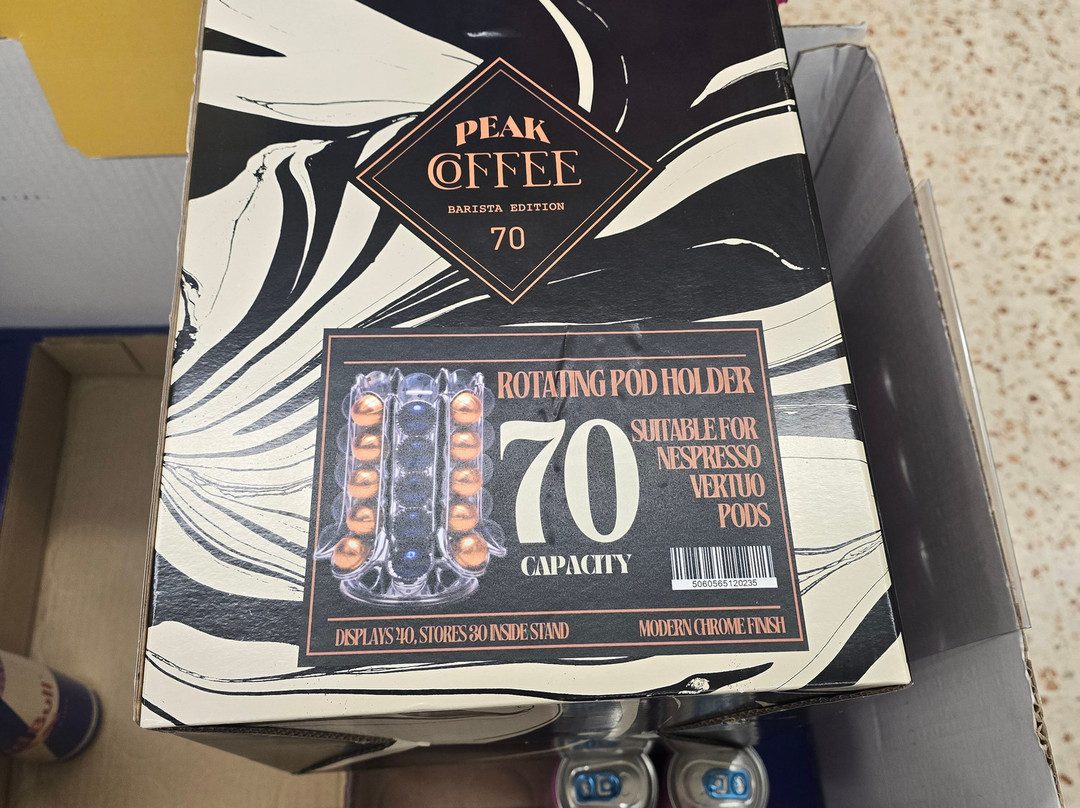 PEAK
COFFEE
BARISTA EDITION
70
ROTATING POD HOLDER
70
CAPACITY
SUITABLE FOR
NESPRESSO
VERTUO
PODS
5060565120235
DISPLAYS 40, STORES 30 INSIDE STAND
MODERN CHROME FINISH
Bull